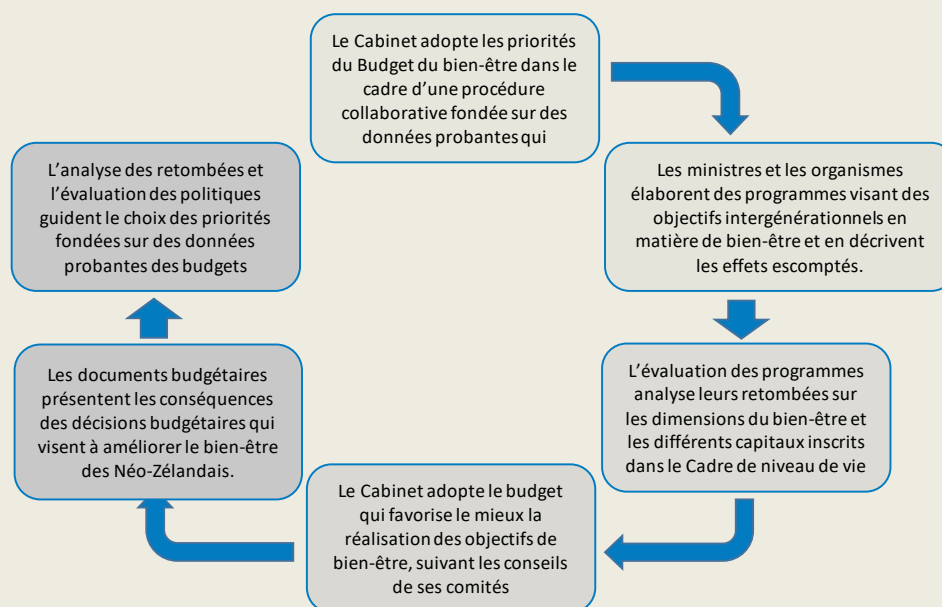 Le Cabinet adopte les priorités
du Budget du bien-être dans le
cadre d'une procédure
collaborative fondée sur des
données probantes qui
Les ministres et les organismes
élaborent des programmes visant des
objectifs intergénérationnels en
matière de bien-être et en décrivent
les effets escomptés.
L'évaluation des programmes
analyse leurs retombées sur
les dimensions du bien-être et
les différents capitaux inscrits
dans le Cadre de niveau de vie
Le Cabinet adopte le budget
qui favorise le mieux la
réalisation des objectifs de
bien-être, suivant les conseils
de ses comités
Les documents budgétaires
présentent les conséquences
des décisions budgétaires qui
visent à améliorer le bien-être
des Néo-Zélandais.
L'analyse des retombées et
l'évaluation des politiques
guident le choix des priorités
fondées sur des données
probantes des budgets